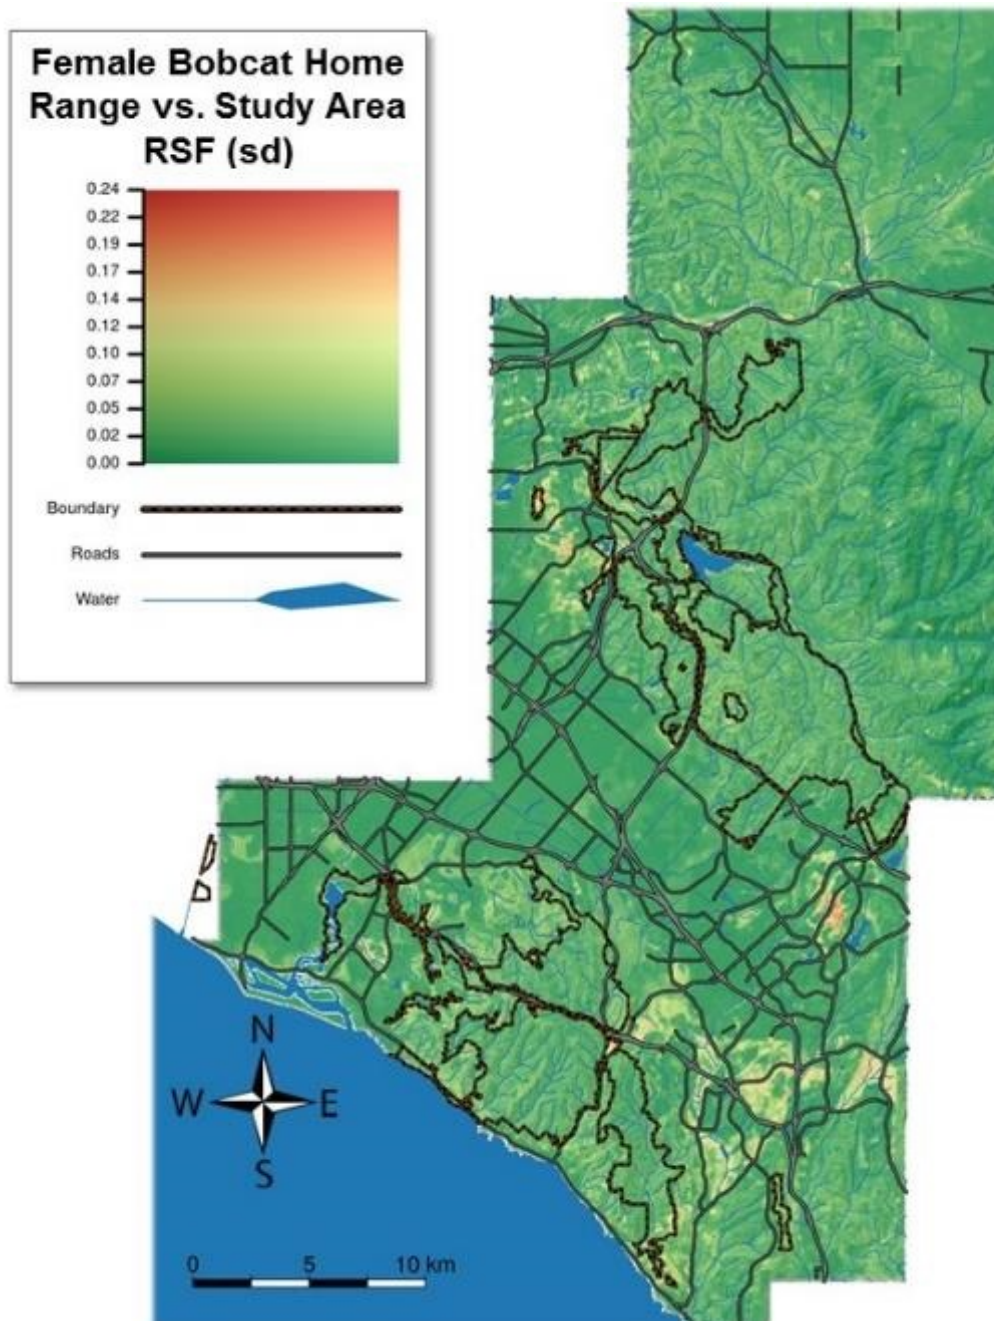 Female Bobcat Home
Range vs. Study Area
RSF (sd)
0.24
0.22
0.19
0.17
0.14
0.12
0.10
0.07
0.05
0.02
0.00
Boundary
Roads
Water
N
W E
S
0 5 10 km